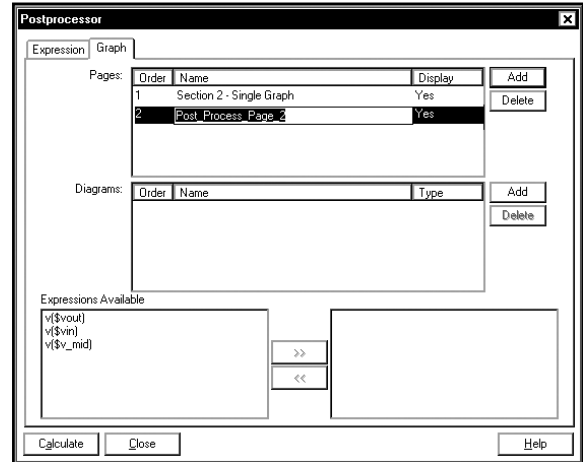 Postprocessor
Expression Graph
Pages: Order Name Display Add
1 Section 2 - Single Graph Yes Delete
2 Post_Process_Page_2 Yes
Diagrams: Order Name Type Add
Delete
Expressions Available
v($vout)
v($vin)
v($v_mid)
>>
<<
Calculate Close Help